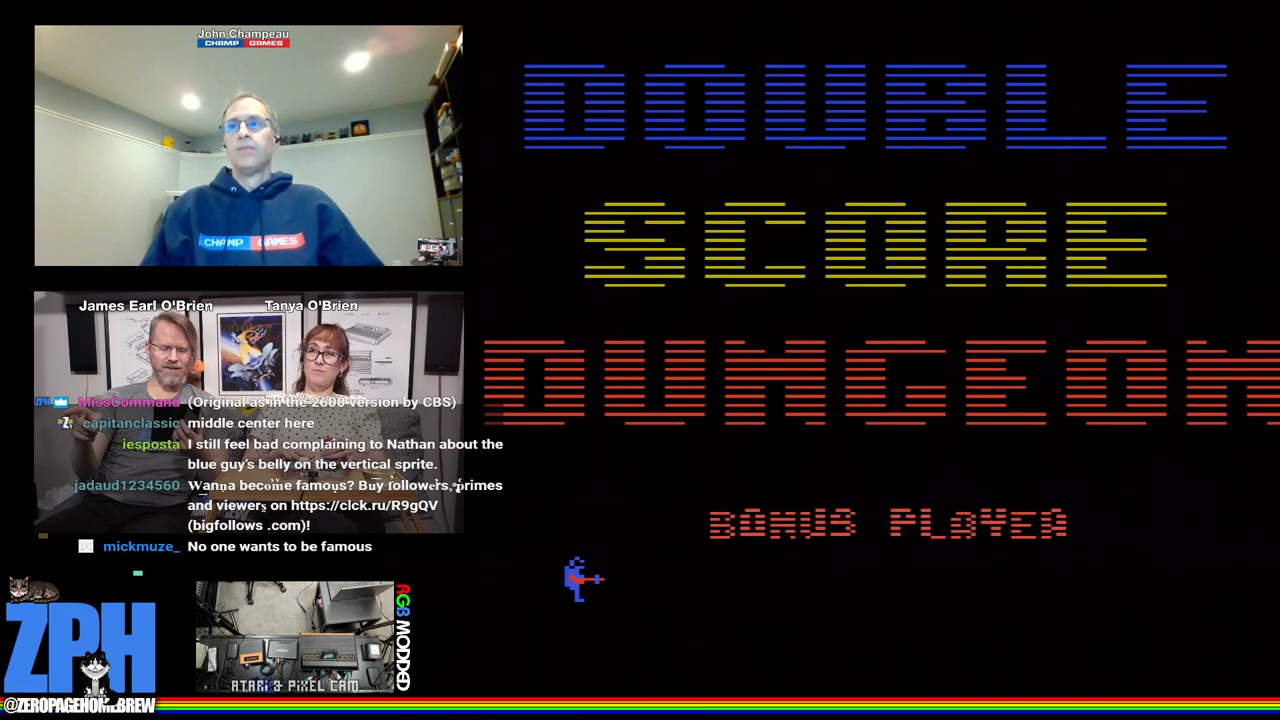 John Champeau
CHAMP GAMES
CHAMP GAMES
James Earl O'Brien
Tanya O'Brien
MissCommand (Original as in the 2600 version by CBS)
capitanclassic middle center here
iesposta I still feel bad complaining to Nathan about the
blue guy's belly on the vertical sprite.
jadaud1234560 Wanna become famous? Buy followers, primes
and viewers on https://clck.ru/R9gQV
(bigfollows .com)!
mickmuze_ No one wants to be famous
ZPH
@ZEROPAGEHOMEBREW
ATARI & PIXEL CAM
RGB MODDED
DOUBLE
SCORE
DUNGEON
BONUS PLAYER